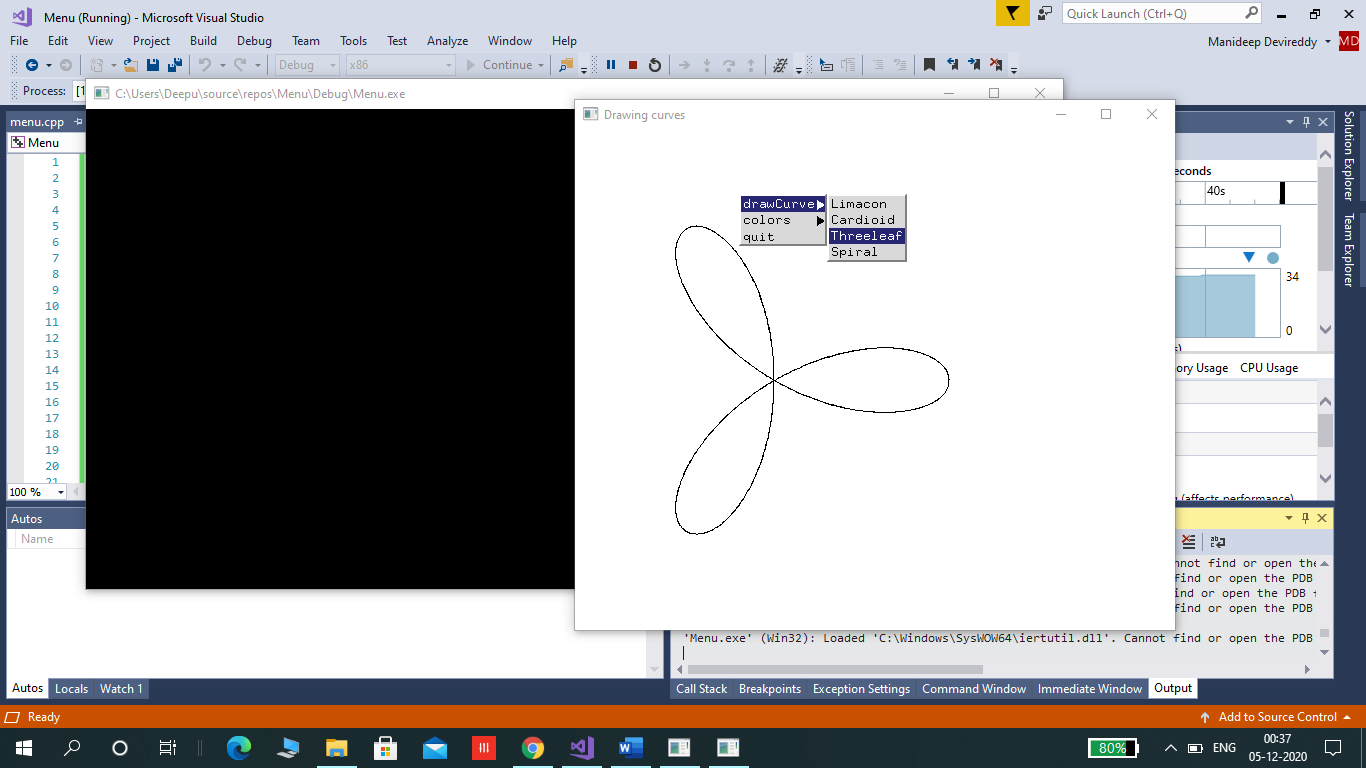 Menu (Running) - Microsoft Visual Studio
Quick Launch (Ctrl+Q)
File Edit View Project Build Debug Team Tools Test Analyze Window Help
Manideep Devireddy MD
Debug x86 Continue
Process: [1
C:\Users\Deepu\source\repos\Menu\Debug\Menu.exe
Drawing curves
menu.cpp
Menu
1
2
3
4
5
6
7
8
9
10
11
12
13
14
15
16
17
18
19
20
21
100 %
drawCurve
colors
quit
Limacon
Cardioid
Threeleaf
Spiral
econds
40s
34
0
ory Usage CPU Usage
(affects performance)
Solution Explorer
Team Explorer
Autos
Name
nnot find or open the
find or open the PDB
ind or open the PDB f
find or open the PDB
'Menu.exe' (Win32): Loaded 'C:\Windows\SysWOW64\iertutil.dll'. Cannot find or open the PDB
Autos Locals Watch 1
Call Stack Breakpoints Exception Settings Command Window Immediate Window Output
Ready
Add to Source Control
80%
ENG
00:37
05-12-2020